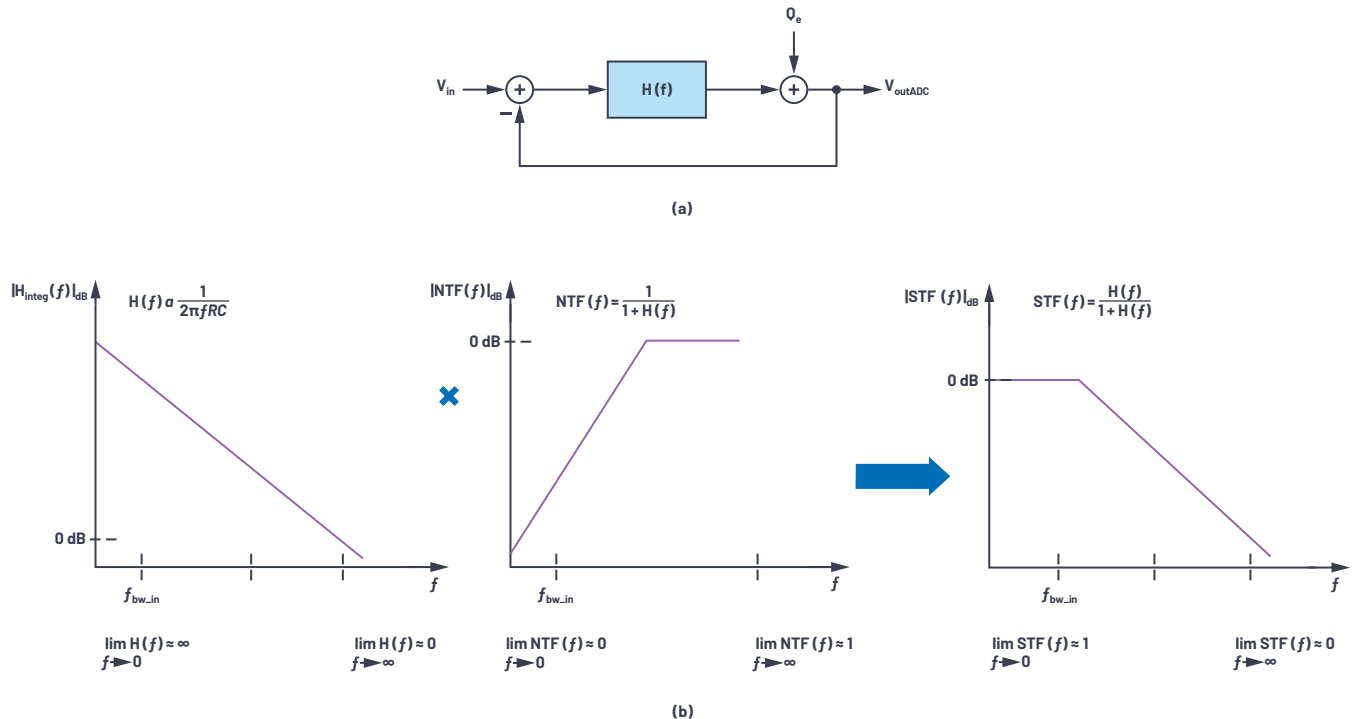 Qe
Vin
+
H(f)
+
VoutADC
−
(a)
|Hinteg(f)|dB
H(f) α 1/2πfRC
0 dB
fbw_in
f
lim H(f) ≈ ∞
f→0
lim H(f) ≈ 0
f→∞
×
|NTF(f)|dB
NTF(f) = 1/1 + H(f)
0 dB
fbw_in
f
lim NTF(f) ≈ 0
f→0
lim NTF(f) ≈ 1
f→∞
|STF (f)|dB
STF(f) = H(f)/1 + H(f)
0 dB
fbw_in
f
lim STF(f) ≈ 1
f→0
lim STF(f) ≈ 0
f→∞
(b)